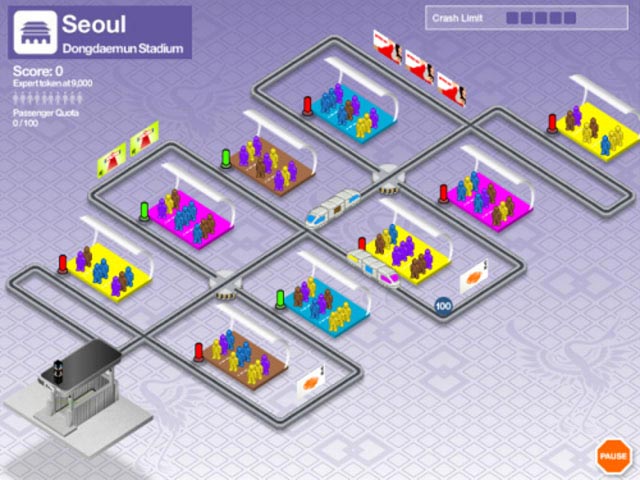 Seoul
Dongdaemun Stadium
Crash Limit
Score: 0
Expert token at 9,000
Passenger Quota
0 / 100
100
PAUSE